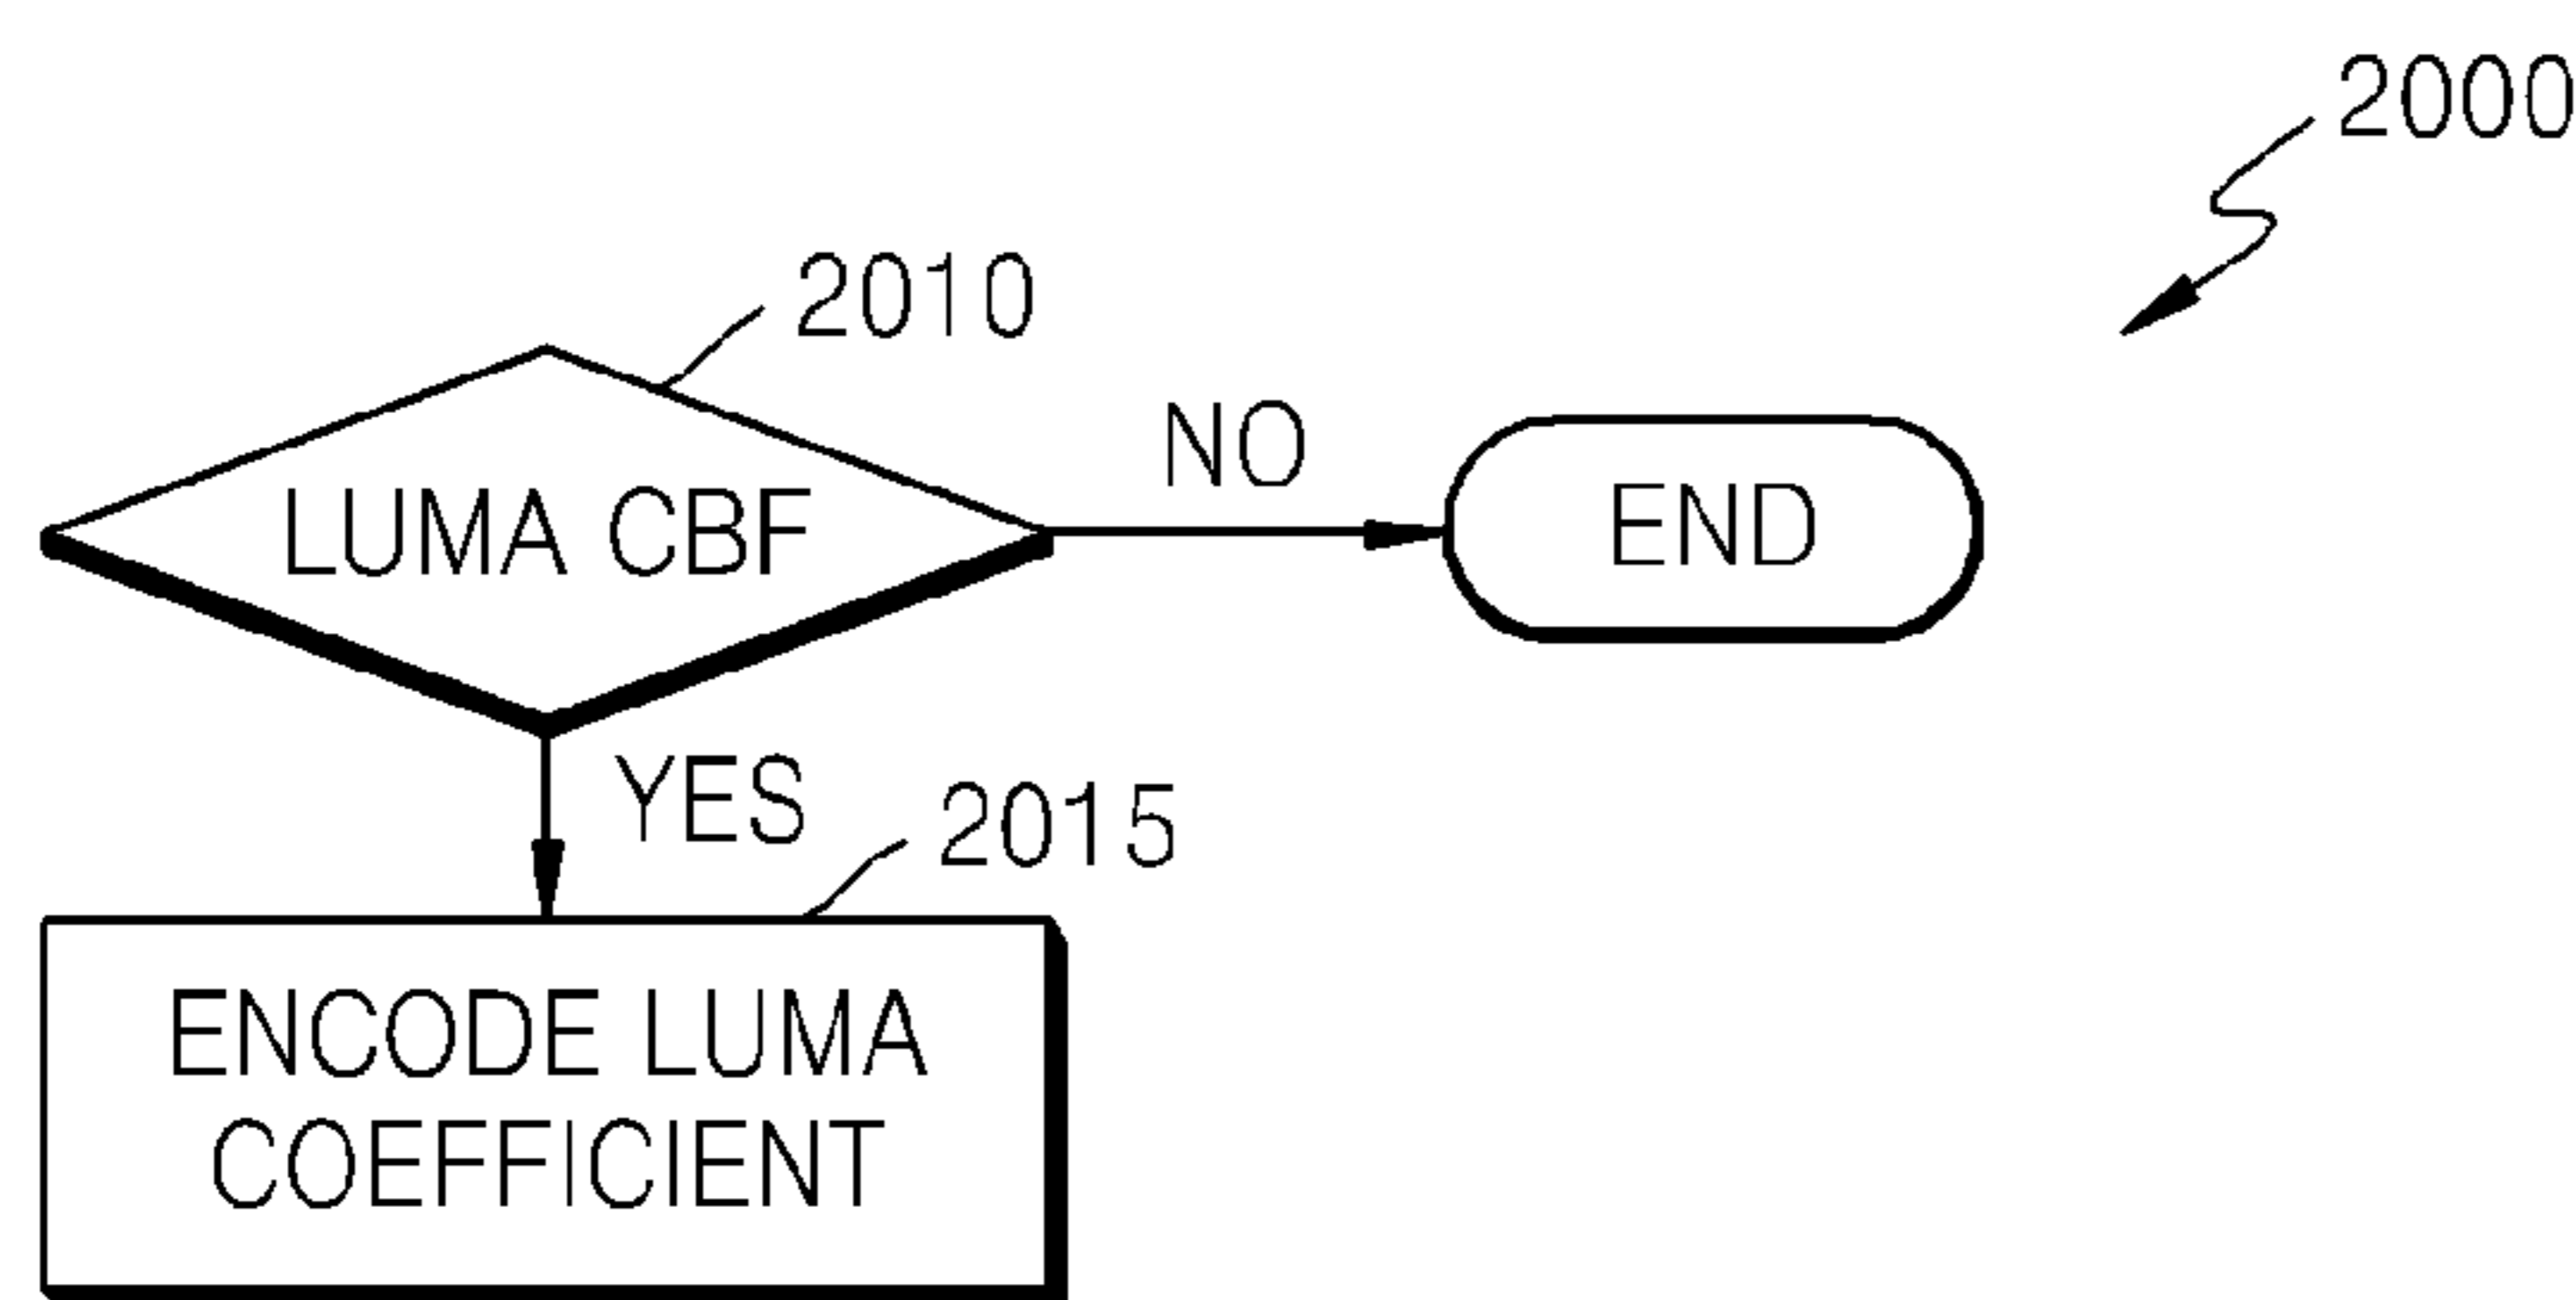 2000
2010
LUMA CBF
NO
END
YES
2015
ENCODE LUMA
COEFFICIENT